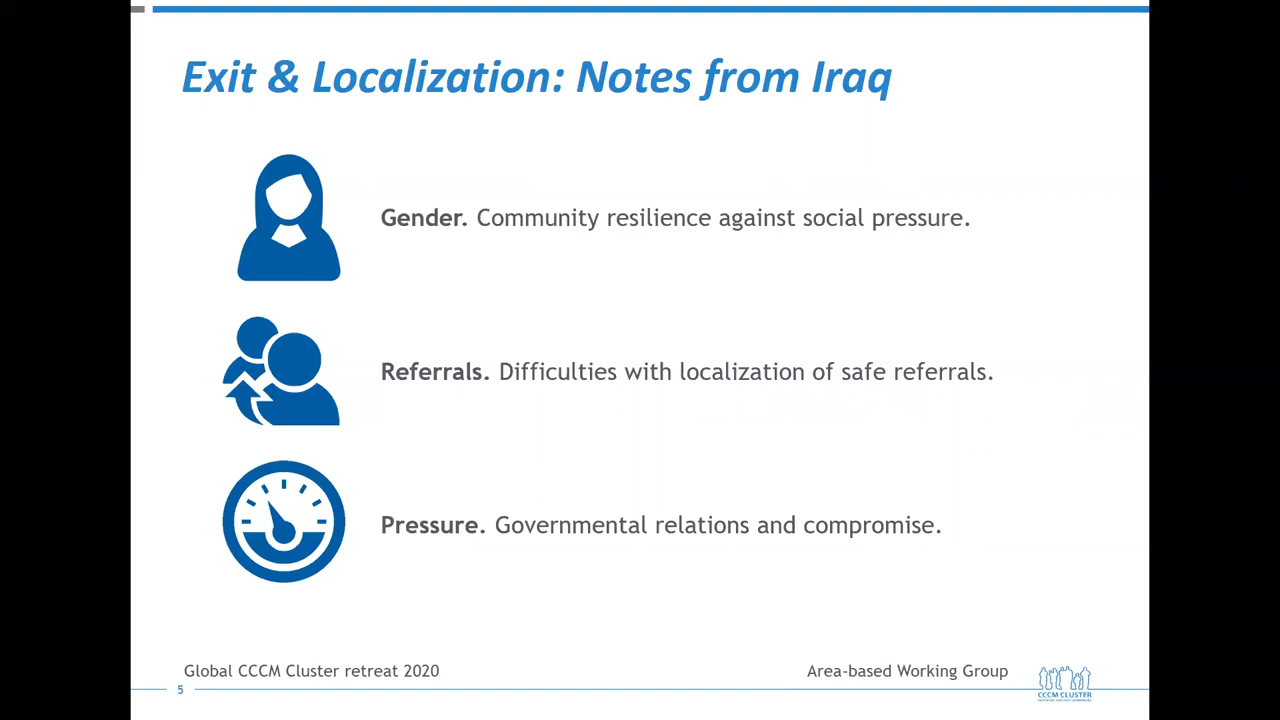 Exit & Localization: Notes from Iraq
Gender. Community resilience against social pressure.
Referrals. Difficulties with localization of safe referrals.
Pressure. Governmental relations and compromise.
Global CCCM Cluster retreat 2020
Area-based Working Group
5
CCCM CLUSTER